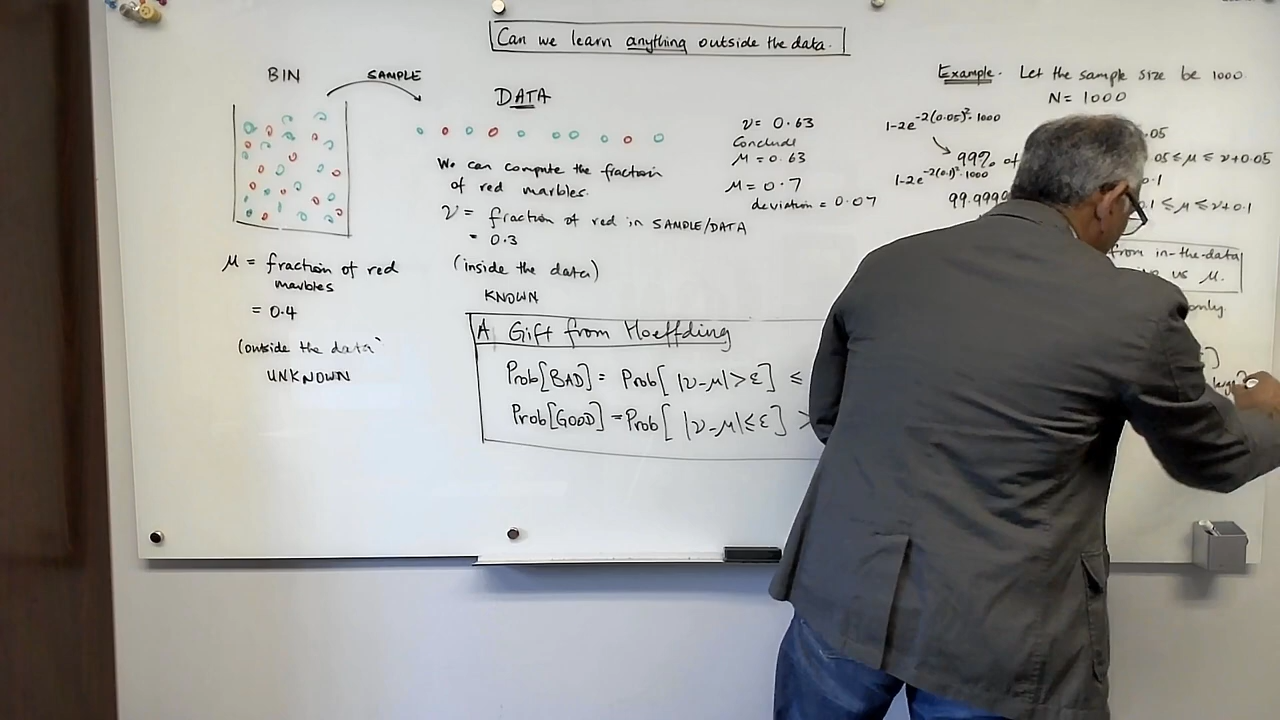 Can we learn anything outside the data.
BIN
SAMPLE
μ = fraction of red
marbles
= 0.4
(outside the data)
UNKNOWN
DATA
We can compute the fraction
of red marbles.
ν = fraction of red in SAMPLE/DATA
= 0.3
(inside the data)
KNOWN
ν = 0.63
Conclude
μ = 0.63
μ = 0.7
deviation = 0.07
A Gift from Hoeffding
Prob[BAD] = Prob[ |ν-μ|>ε] ≤
Prob[GOOD] = Prob[ |ν-μ|≤ε] >
Example. Let the sample size be 1000.
N = 1000
1-2e^-2(0.05)²·1000
.05
99% of
.05 ≤ μ ≤ ν+0.05
1-2e^-2(0.1)²·1000
0.1
99.9999
0.1 ≤ μ ≤ ν+0.1
from in-the-data
us μ.
only
]
large?